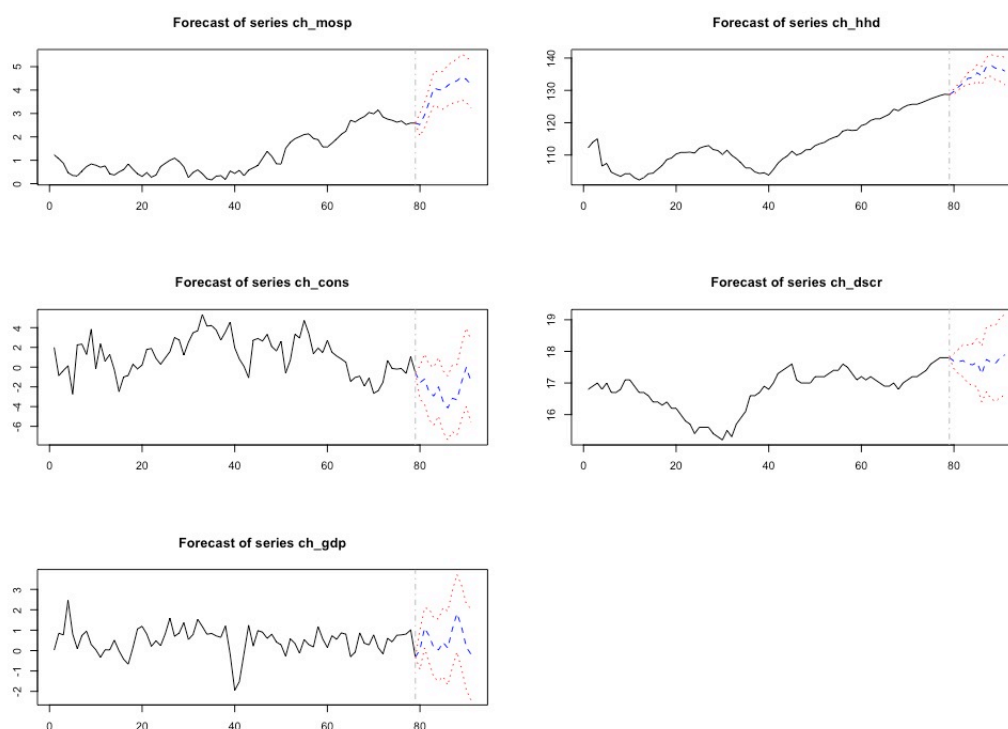 Forecast of series ch_mosp
0 1 2 3 4 5
0 20 40 60 80
Forecast of series ch_hhd
110 120 130 140
0 20 40 60 80
Forecast of series ch_cons
-6 -4 -2 0 2 4
0 20 40 60 80
Forecast of series ch_dscr
16 17 18 19
0 20 40 60 80
Forecast of series ch_gdp
-2 -1 0 1 2 3
0 20 40 60 80